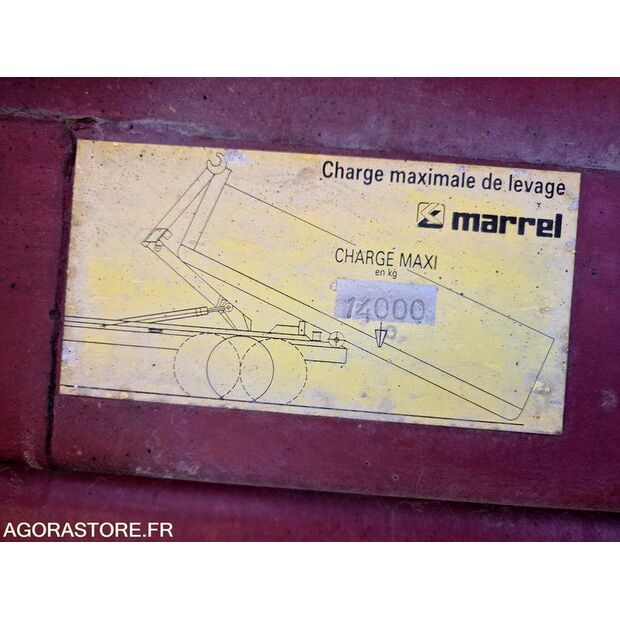 Charge maximale de levage
marrel
CHARGE MAXI
en kg
14000
AGORASTORE.FR